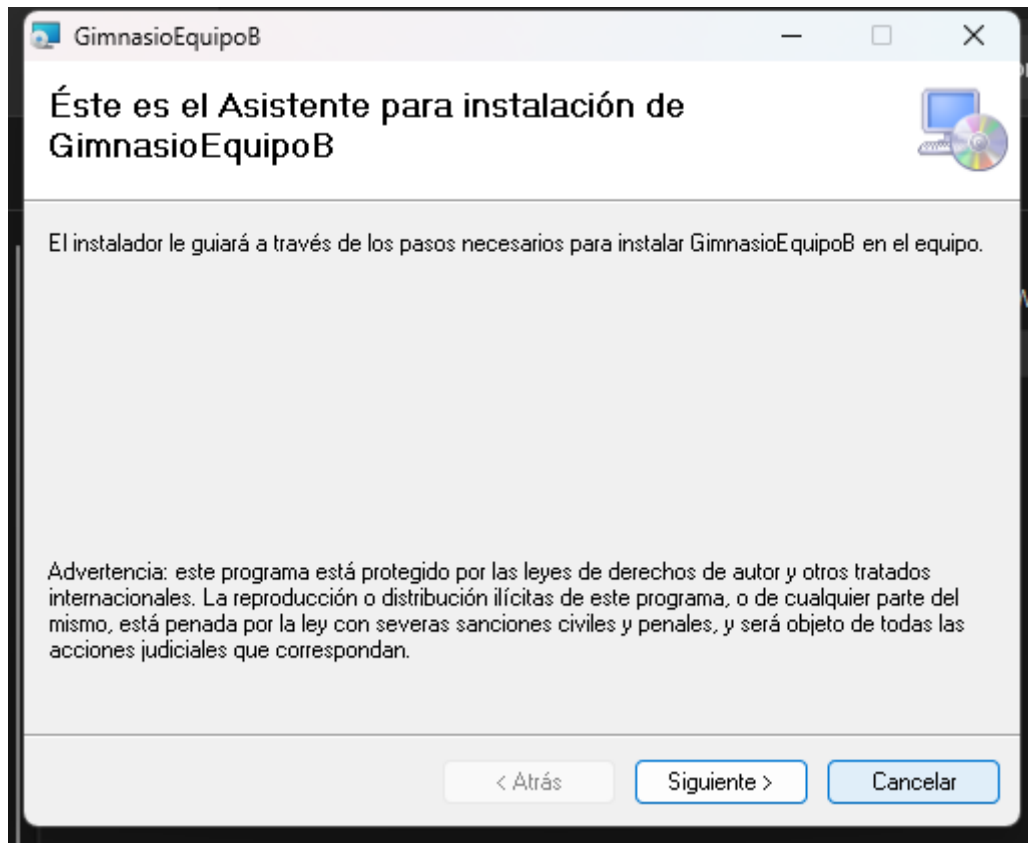 GimnasioEquipoB
Éste es el Asistente para instalación de
GimnasioEquipoB
El instalador le guiará a través de los pasos necesarios para instalar GimnasioEquipoB en el equipo.
Advertencia: este programa está protegido por las leyes de derechos de autor y otros tratados
internacionales. La reproducción o distribución ilícitas de este programa, o de cualquier parte del
mismo, está penada por la ley con severas sanciones civiles y penales, y será objeto de todas las
acciones judiciales que correspondan.
< Atrás
Siguiente >
Cancelar